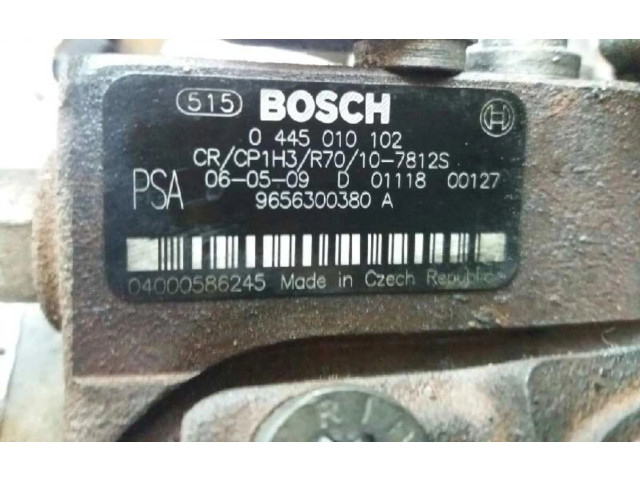 515 BOSCH
0 445 010 102
CR/CP1H3/R70/10-7812S
PSA 06-05-09 D 01118 00127
9656300380 A
04000586245 Made in Czech Republic